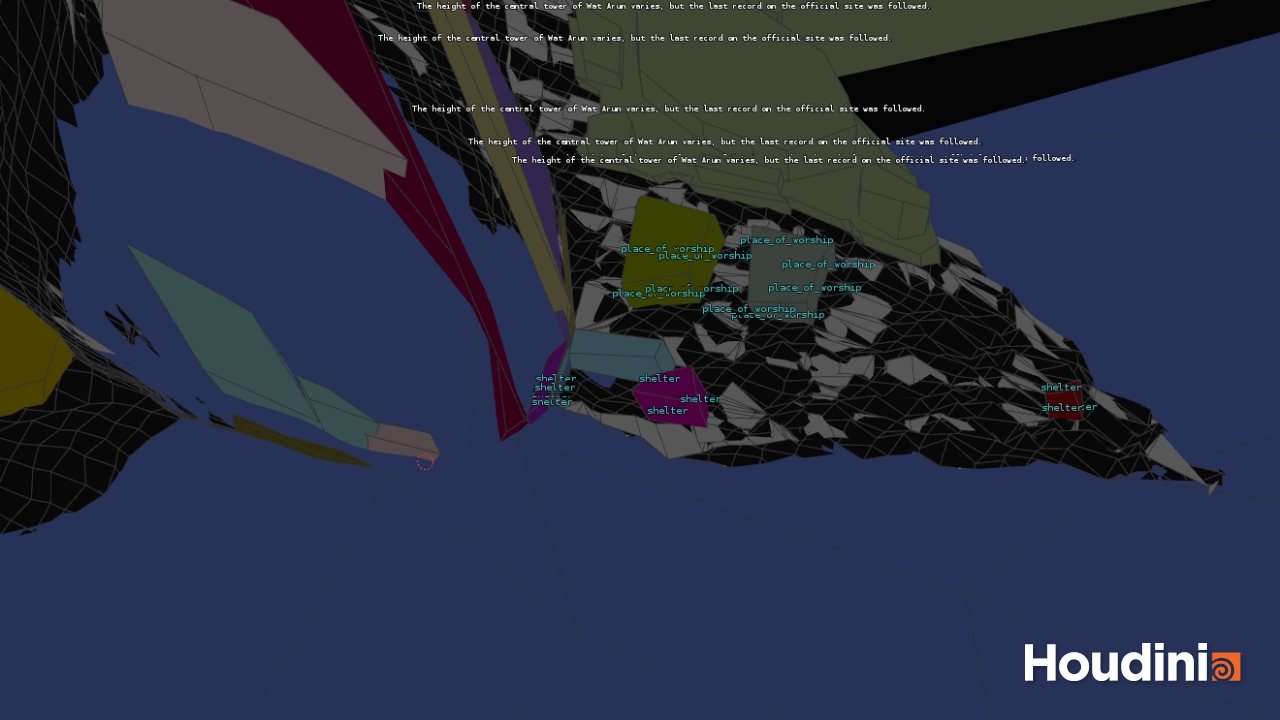 The height of the central tower of Wat Arun varies, but the last record on the official site was followed.
The height of the central tower of Wat Arun varies, but the last record on the official site was followed.
The height of the central tower of Wat Arun varies, but the last record on the official site was followed.
The height of the central tower of Wat Arun varies, but the last record on the official site was followed.
The height of the central tower of Wat Arun varies, but the last record on the official site was followed. followed.
place_of_worship
place_of_worship
place_of_worship
place_of_worship
place_of_worship
place_of_worship
place_of_worship
place_of_worship
place_of_worship
shelter
shelter
shelter
shelter
shelter
shelter
shelter
shelter
Houdini